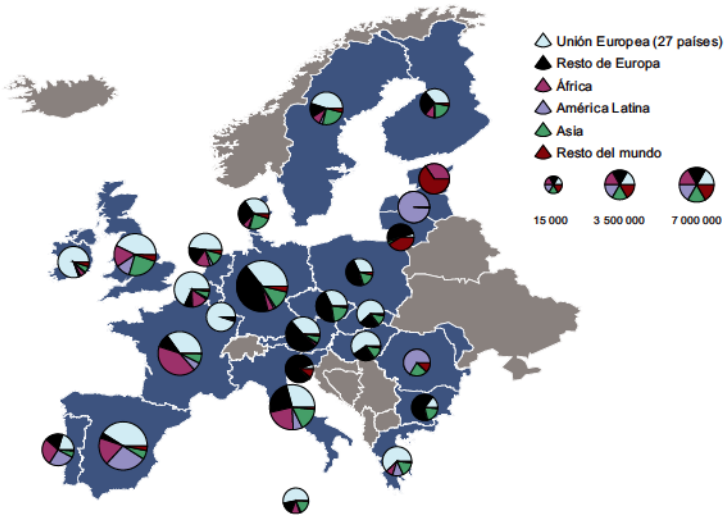 Unión Europea (27 países)
Resto de Europa
África
América Latina
Asia
Resto del mundo
15 000 3 500 000 7 000 000